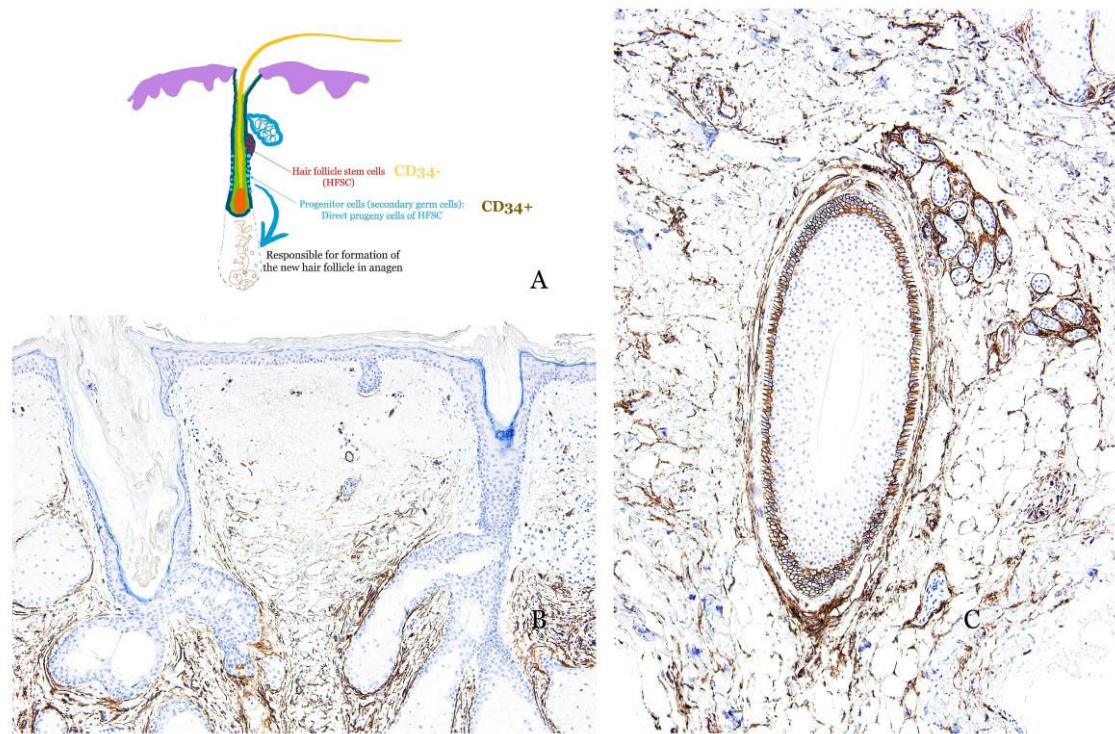 Hair follicle stem cells CD34-
(HFSC)
Progenitor cells (secondary germ cells): CD34+
Direct progeny cells of HFSC
Responsible for formation of
the new hair follicle in anagen
A
B
C